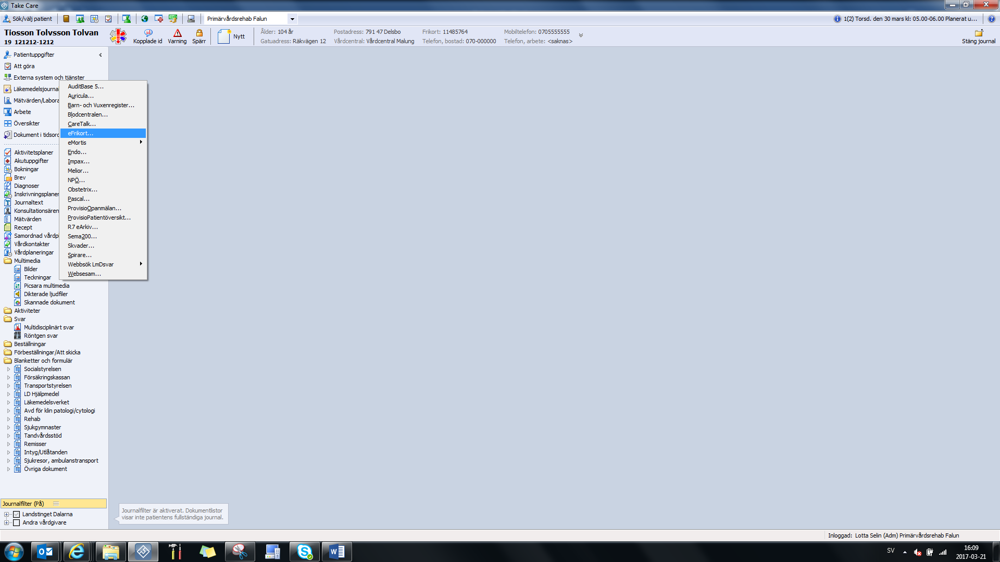 Take Care
Sök/välj patient
Primärvårdsrehab Falun
1(2) Torsd. den 30 mars kl: 05.00-06.00 Planerat u...
Tiosson Tolvsson Tolvan
19 121212-1212
Kopplade id
Varning
Spärr
Nytt
Ålder: 104 år
Gatuadress: Räkvägen 12
Postadress: 791 47 Delsbo
Vårdcentral: Vårdcentral Malung
Frikort: 11485764
Telefon, bostad: 070-000000
Mobiltelefon: 0705555555
Telefon, arbete: <saknas>
Stäng journal
Patientuppgifter
Att göra
Externa system och tjänster
Läkemedelsjournal
Mätvärden/Labora
Arbete
Översikter
Dokument i tidsord
Aktivitetsplaner
Akutuppgifter
Bokningar
Brev
Diagnoser
Inskrivningsplaner
Journaltext
Konsultationsären
Mätvärden
Recept
Samordnad vårdpl
Vårdkontakter
Vårdplaneringar
Multimedia
Bilder
Teckningar
Picsara multimedia
Dikterade ljudfiler
Skannade dokument
Aktiviteter
Svar
Multidisciplinärt svar
Röntgen svar
Beställningar
Förbeställningar/Att skicka
Blanketter och formulär
Socialstyrelsen
Försäkringskassan
Transportstyrelsen
LD Hjälpmedel
Läkemedelsverket
Avd för klin patologi/cytologi
Rehab
Sjukgymnaster
Tandvårdsstöd
Remisser
Intyg/Utlåtanden
Sjukresor, ambulanstransport
Övriga dokument
AuditBase 5...
Auricula...
Barn- och Vuxenregister...
Blodcentralen...
CareTalk...
eFrikort...
eMortis
Endo...
Impax...
Melior...
NPÖ...
Obstetrix...
Pascal...
ProvisioOpanmälan...
ProvisioPatientöversikt...
R7 eArkiv...
Sema200...
Skvader...
Spirare...
Webbsök LmDsvar
Websesam...
Journalfilter (På)
Landstinget Dalarna
Andra vårdgivare
Journalfilter är aktiverat. Dokumentlistor
visar inte patientens fullständiga journal.
Inloggad: Lotta Selin (Adm) Primärvårdsrehab Falun
SV
16:09
2017-03-21